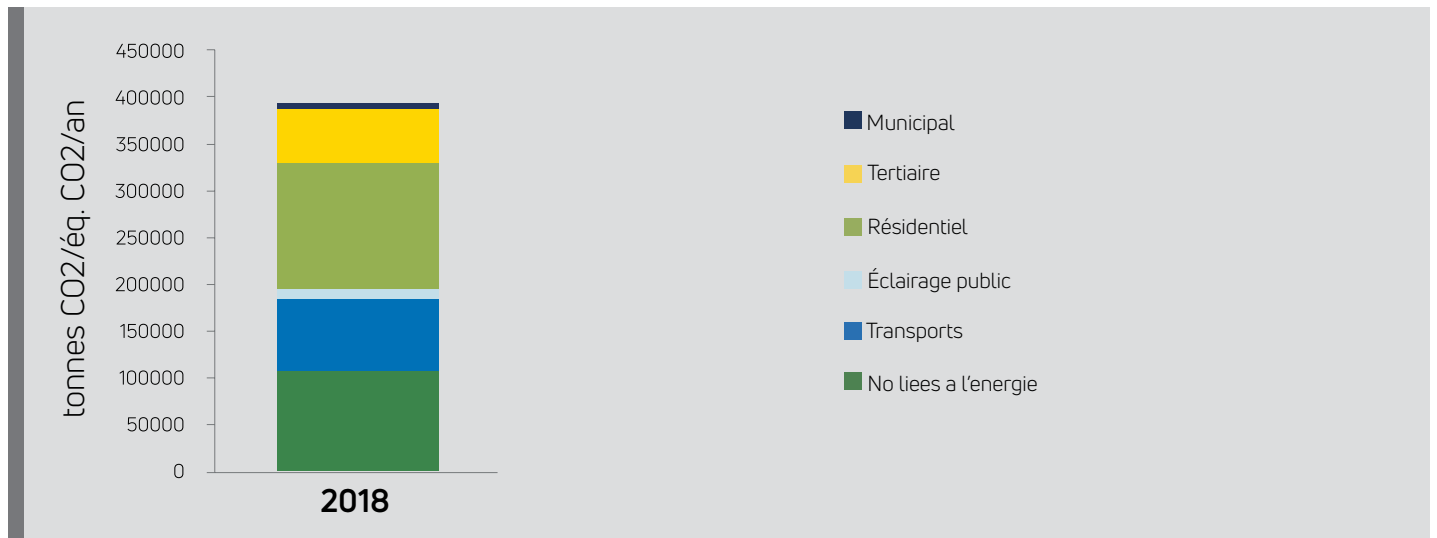 tonnes CO2/éq. CO2/an
450000
400000
350000
300000
250000
200000
150000
100000
50000
0
2018
Municipal
Tertiaire
Résidentiel
Éclairage public
Transports
No liees a l'energie